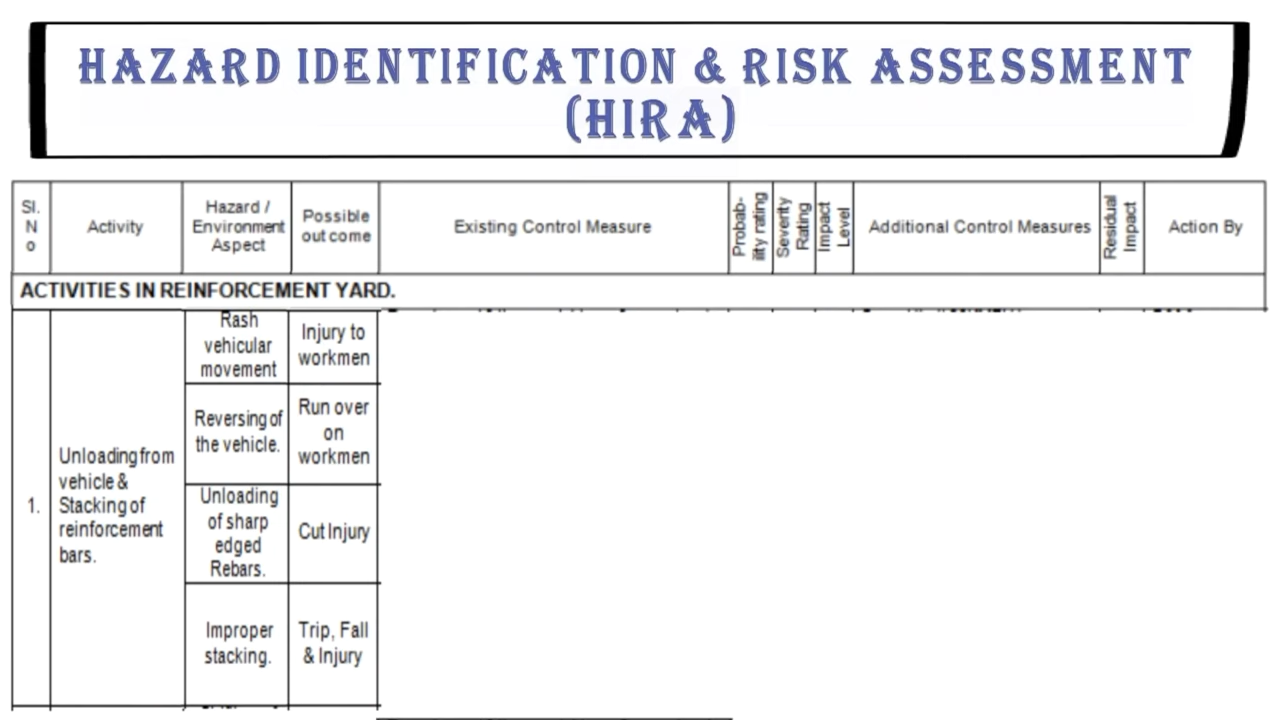 HAZARD IDENTIFICATION & RISK ASSESSMENT
(HIRA)
Sl.
N
o
Activity
Hazard /
Environment
Aspect
Possible
out come
Existing Control Measure
Probab-
ility rating
Severity
Rating
Impact
Level
Additional Control Measures
Residual
Impact
Action By
ACTIVITIES IN REINFORCEMENT YARD.
1.
Unloading from
vehicle &
Stacking of
reinforcement
bars.
Rash
vehicular
movement
Injury to
workmen
Reversing of
the vehicle.
Run over
on
workmen
Unloading
of sharp
edged
Rebars.
Cut Injury
Improper
stacking.
Trip, Fall
& Injury